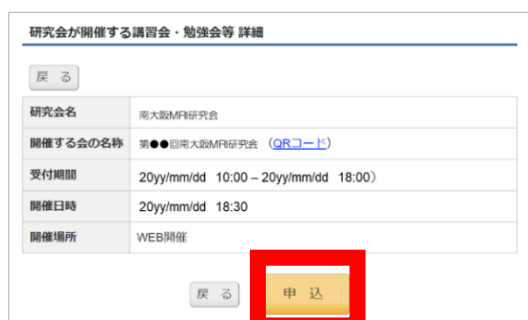 研究会が開催する講習会・勉強会等 詳細
戻 る
研究会名 南大阪MRI研究会
開催する会の名称 第●●回南大阪MRI研究会 （QRコード）
受付期間 20yy/mm/dd 10:00 – 20yy/mm/dd 18:00）
開催日時 20yy/mm/dd 18:30
開催場所 WEB開催
戻 る 申 込